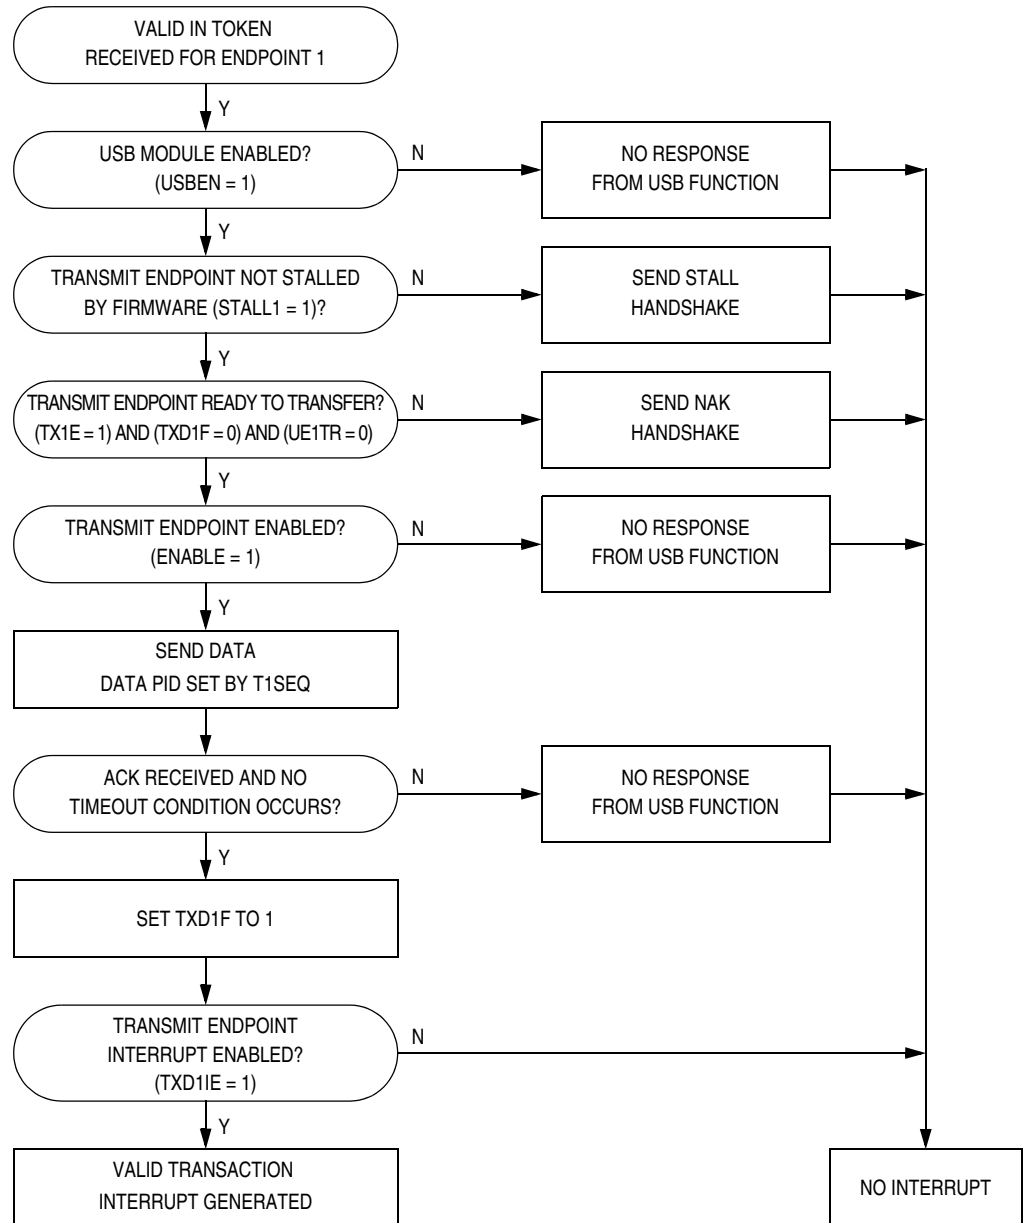 VALID IN TOKEN
RECEIVED FOR ENDPOINT 1
Y
USB MODULE ENABLED?
(USBEN = 1)
N
NO RESPONSE
FROM USB FUNCTION
Y
TRANSMIT ENDPOINT NOT STALLED
BY FIRMWARE (STALL1 = 1)?
N
SEND STALL
HANDSHAKE
Y
TRANSMIT ENDPOINT READY TO TRANSFER?
(TX1E = 1) AND (TXD1F = 0) AND (UE1TR = 0)
N
SEND NAK
HANDSHAKE
Y
TRANSMIT ENDPOINT ENABLED?
(ENABLE = 1)
N
NO RESPONSE
FROM USB FUNCTION
Y
SEND DATA
DATA PID SET BY T1SEQ
ACK RECEIVED AND NO
TIMEOUT CONDITION OCCURS?
N
NO RESPONSE
FROM USB FUNCTION
Y
SET TXD1F TO 1
TRANSMIT ENDPOINT
INTERRUPT ENABLED?
(TXD1IE = 1)
N
Y
VALID TRANSACTION
INTERRUPT GENERATED
NO INTERRUPT